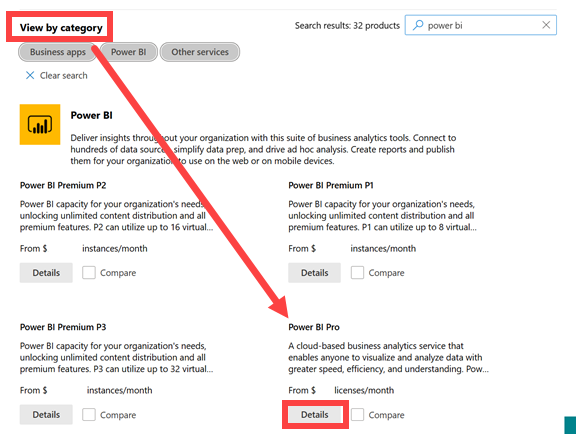 View by category
Search results: 32 products
power bi
Business apps
Power BI
Other services
Clear search
Power BI
Deliver insights throughout your organization with this suite of business analytics tools. Connect to
hundreds of data sources, simplify data prep, and drive ad hoc analysis. Create reports and publish
them for your organization to use on the web or on mobile devices.
Power BI Premium P2
Power BI capacity for your organization's needs,
unlocking unlimited content distribution and all
premium features. P2 can utilize up to 16 virtual...
From $ instances/month
Details
Compare
Power BI Premium P1
Power BI capacity for your organization's needs,
unlocking unlimited content distribution and all
premium features. P1 can utilize up to 8 virtual...
From $ instances/month
Details
Compare
Power BI Premium P3
Power BI capacity for your organization's needs,
unlocking unlimited content distribution and all
premium features. P3 can utilize up to 32 virtual...
From $ instances/month
Details
Compare
Power BI Pro
A cloud-based business analytics service that
enables anyone to visualize and analyze data with
greater speed, efficiency, and understanding. Pow...
From $ licenses/month
Details
Compare